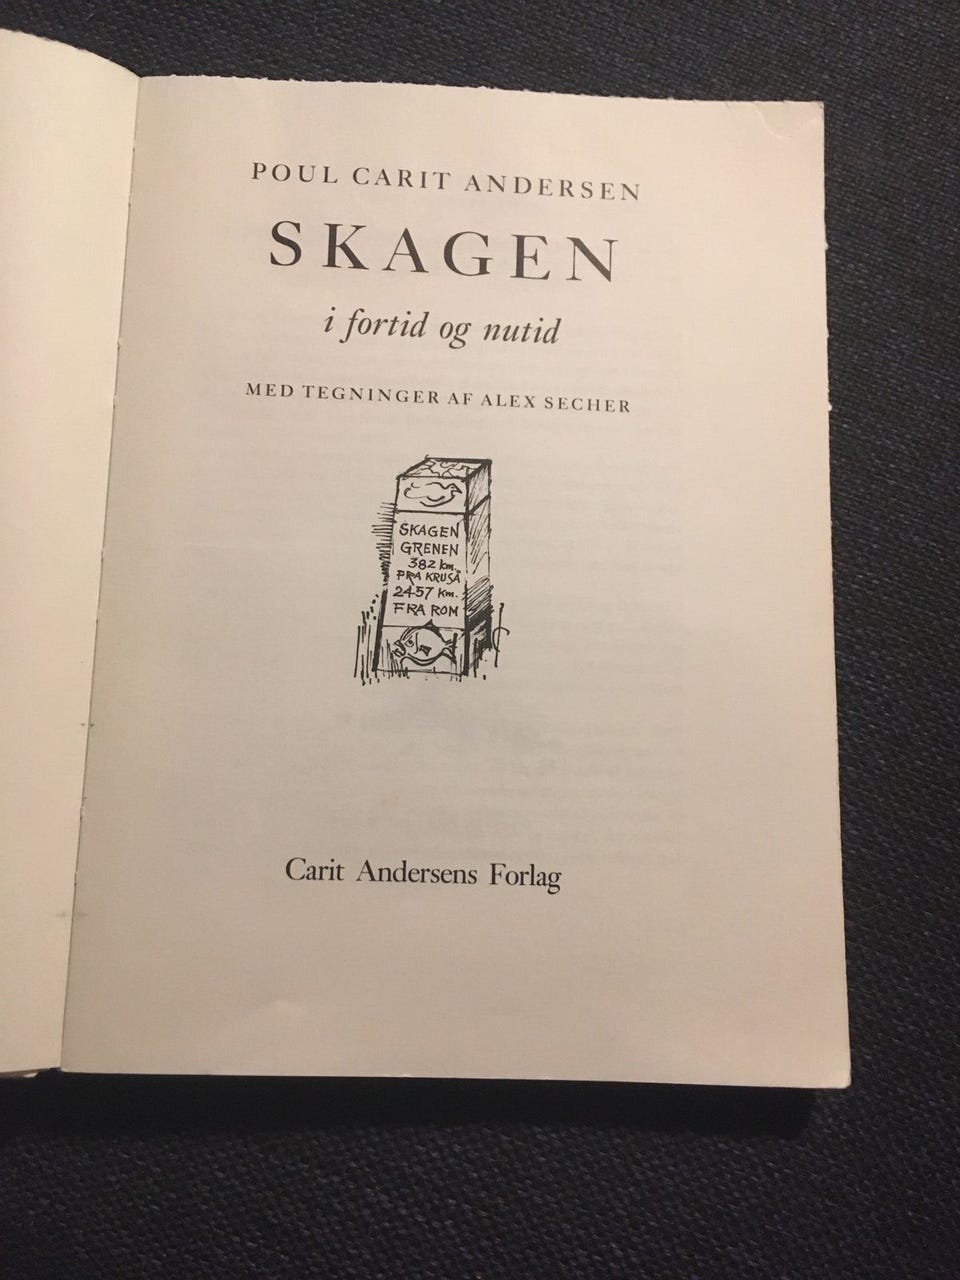 POUL CARIT ANDERSEN
SKAGEN
i fortid og nutid
MED TEGNINGER AF ALEX SECHER
SKAGEN
GRENEN
382 km.
FRA KRUSÅ
2457 km.
FRA ROM
Carit Andersens Forlag